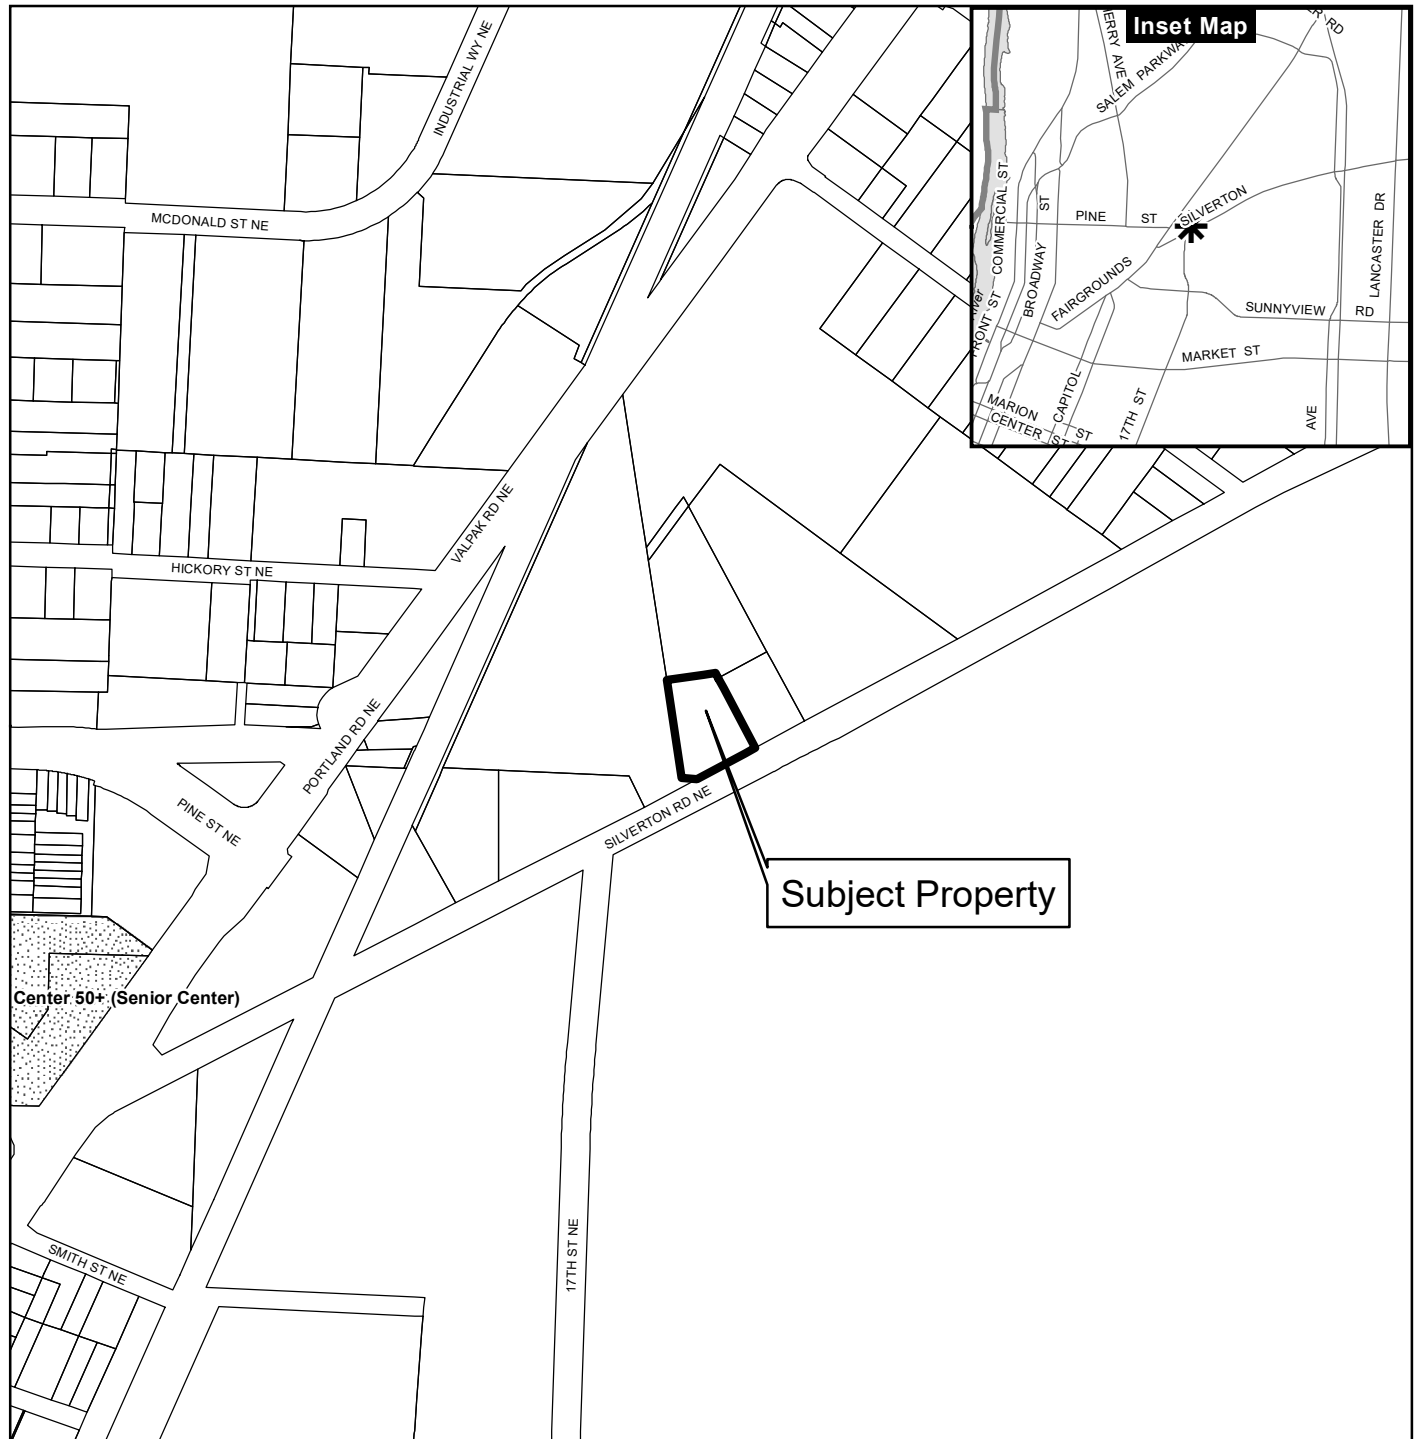 INDUSTRIAL WY NE
MCDONALD ST NE
VALPAK RD NE
HICKORY ST NE
PORTLAND RD NE
PINE ST NE
SILVERTON RD NE
Subject Property
Center 50+ (Senior Center)
17TH ST NE
SMITH ST NE
Inset Map
RD
AVE
SALEM
COMMERCIAL ST
BROADWAY
ST
PINE ST
SILVERTON
LANCASTER DR
FAIRGROUNDS
FRONT ST
SUNNYVIEW RD
MARKET ST
CAPITOL
MARION ST
CENTER ST
17TH ST
AVE